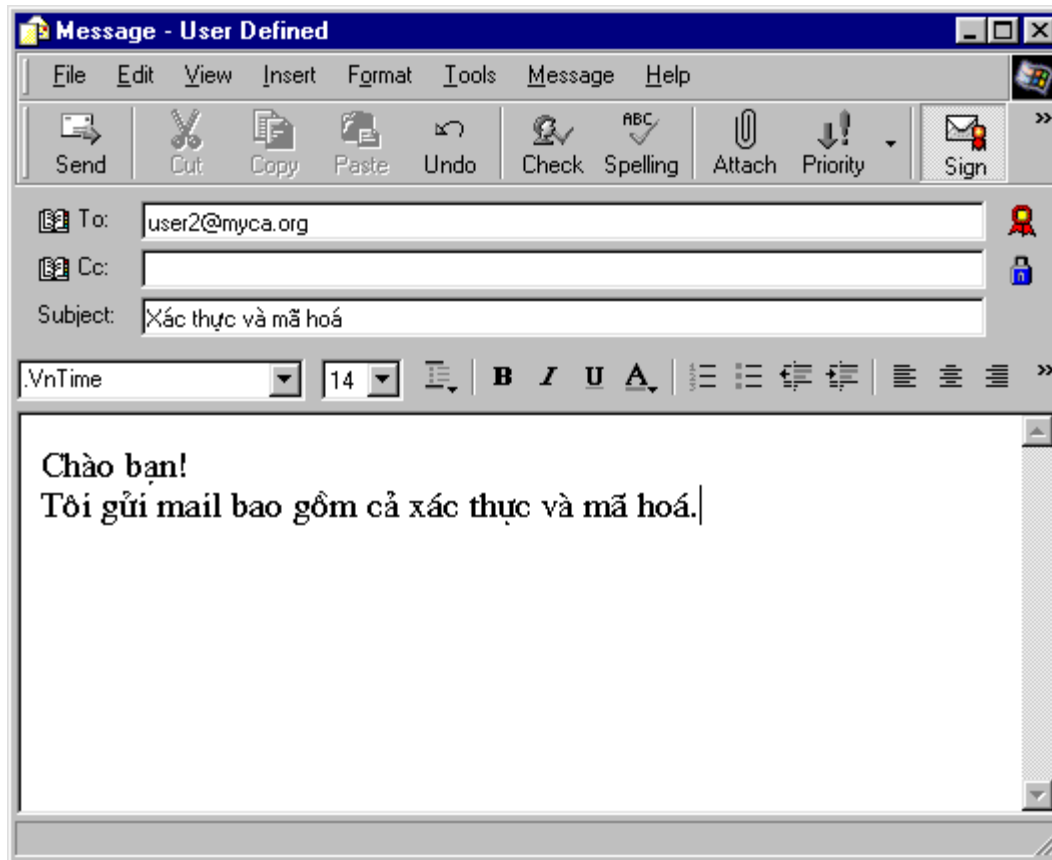 Message - User Defined
File Edit View Insert Format Tools Message Help
ABC
Send Cut Copy Paste Undo Check Spelling Attach Priority Sign »
To: user2@myca.org
Cc:
Subject: Xác thực và mã hoá
.VnTime 14 B I U A »
Chào bạn!
Tôi gửi mail bao gồm cả xác thực và mã hoá.